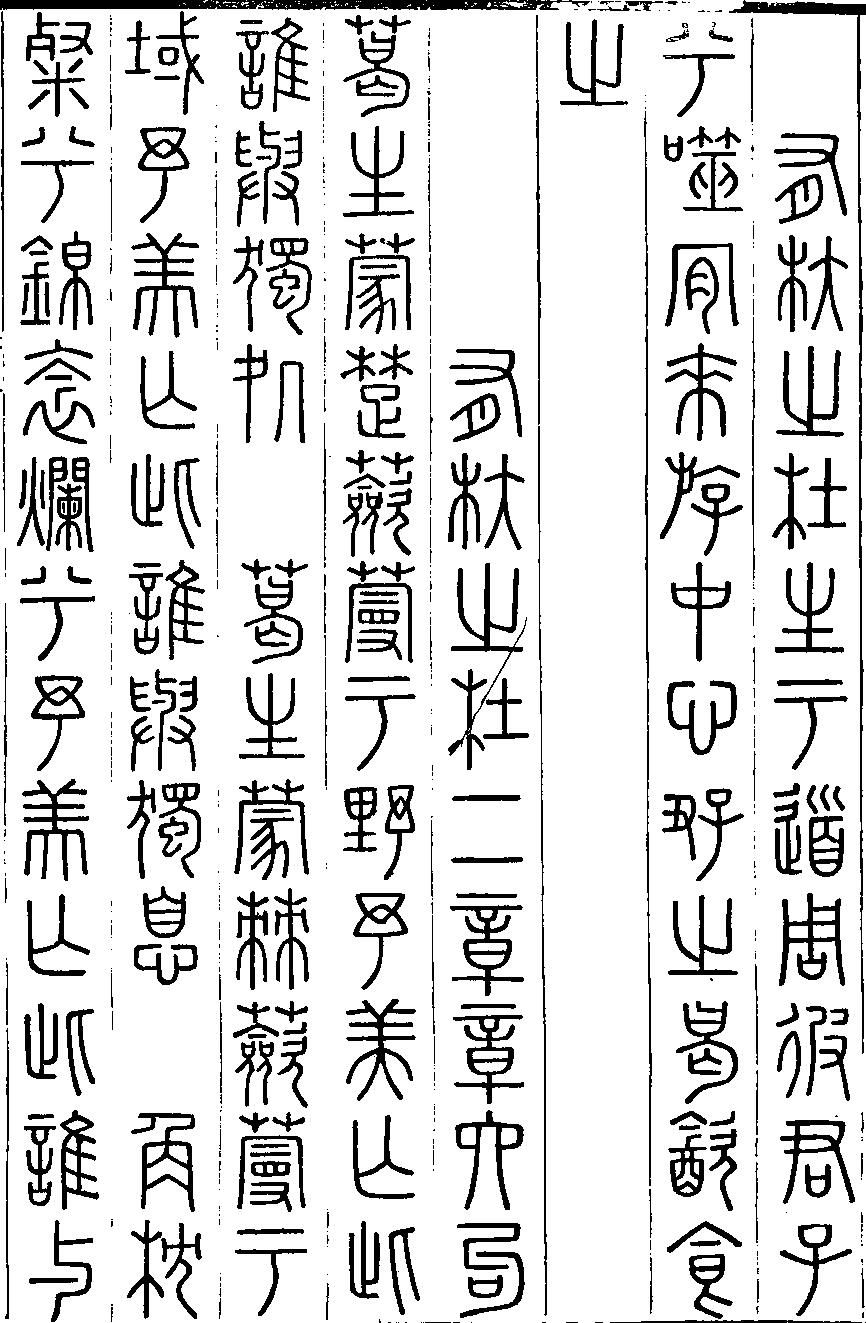 有杕之杜生于道周彼君子
兮噬肯來斿中心好之曷飲食
之
有杕之杜二章章六句
葛生蒙楚蘞蔓于野予美亡此
誰與獨処　葛生蒙棘蘞蔓于
域予美亡此誰與獨息　角枕
粲兮錦衾爛兮予美亡此誰与